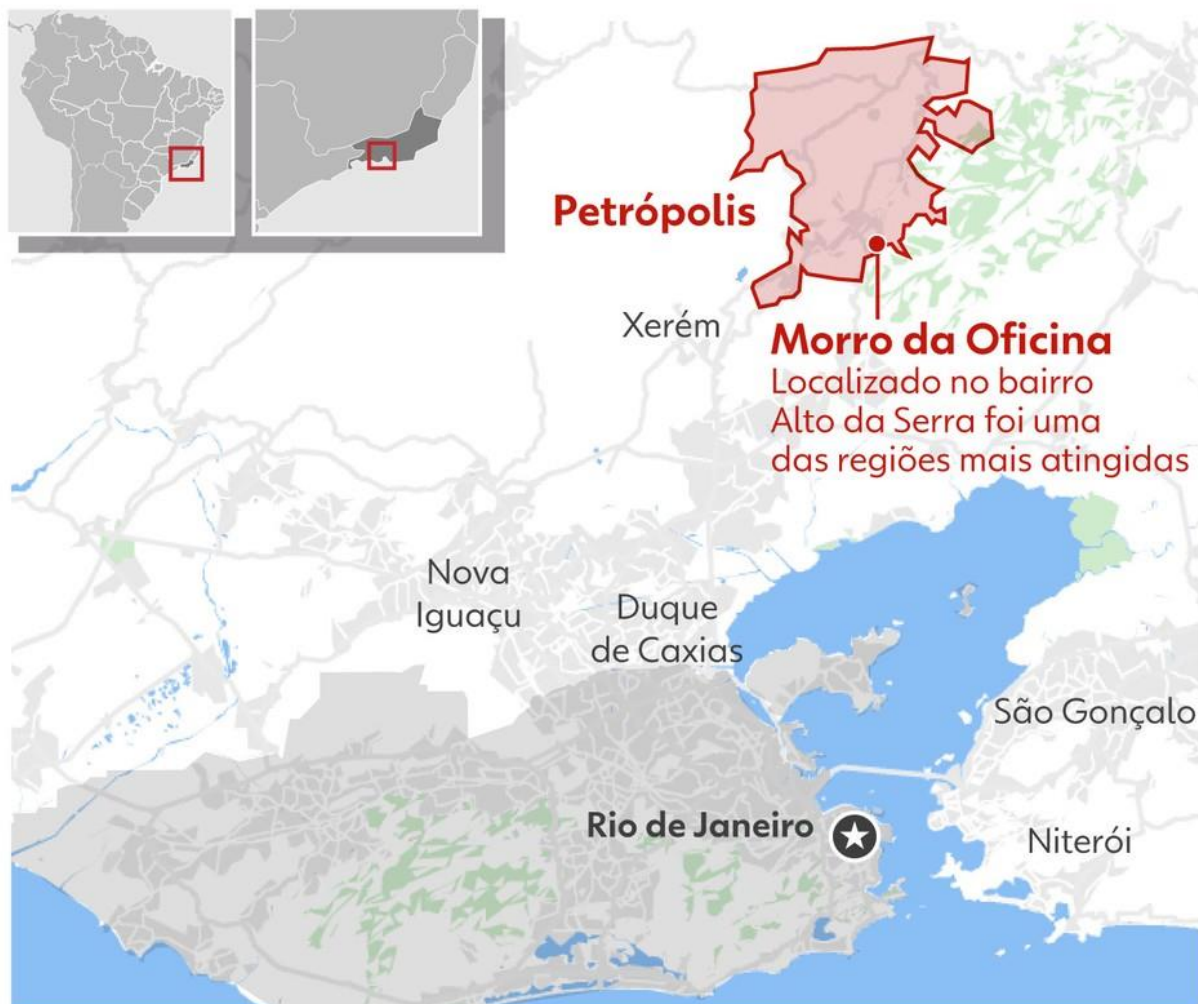 Petrópolis
Xerém
Morro da Oficina
Localizado no bairro
Alto da Serra foi uma
das regiões mais atingidas
Nova
Iguaçu
Duque
de Caxias
São Gonçalo
Rio de Janeiro
Niterói